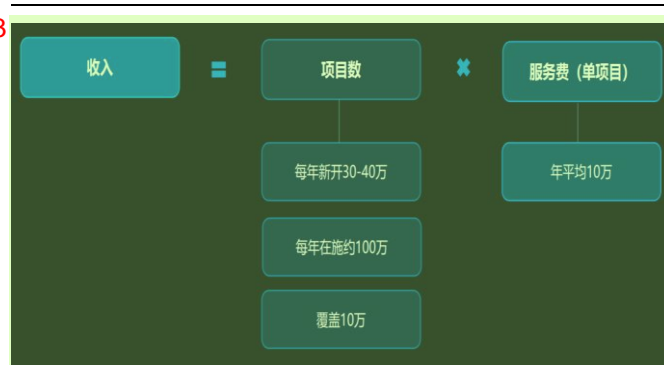 收入 = 项目数 × 服务费（单项目）
每年新开30-40万
年平均10万
每年在施约100万
覆盖10万